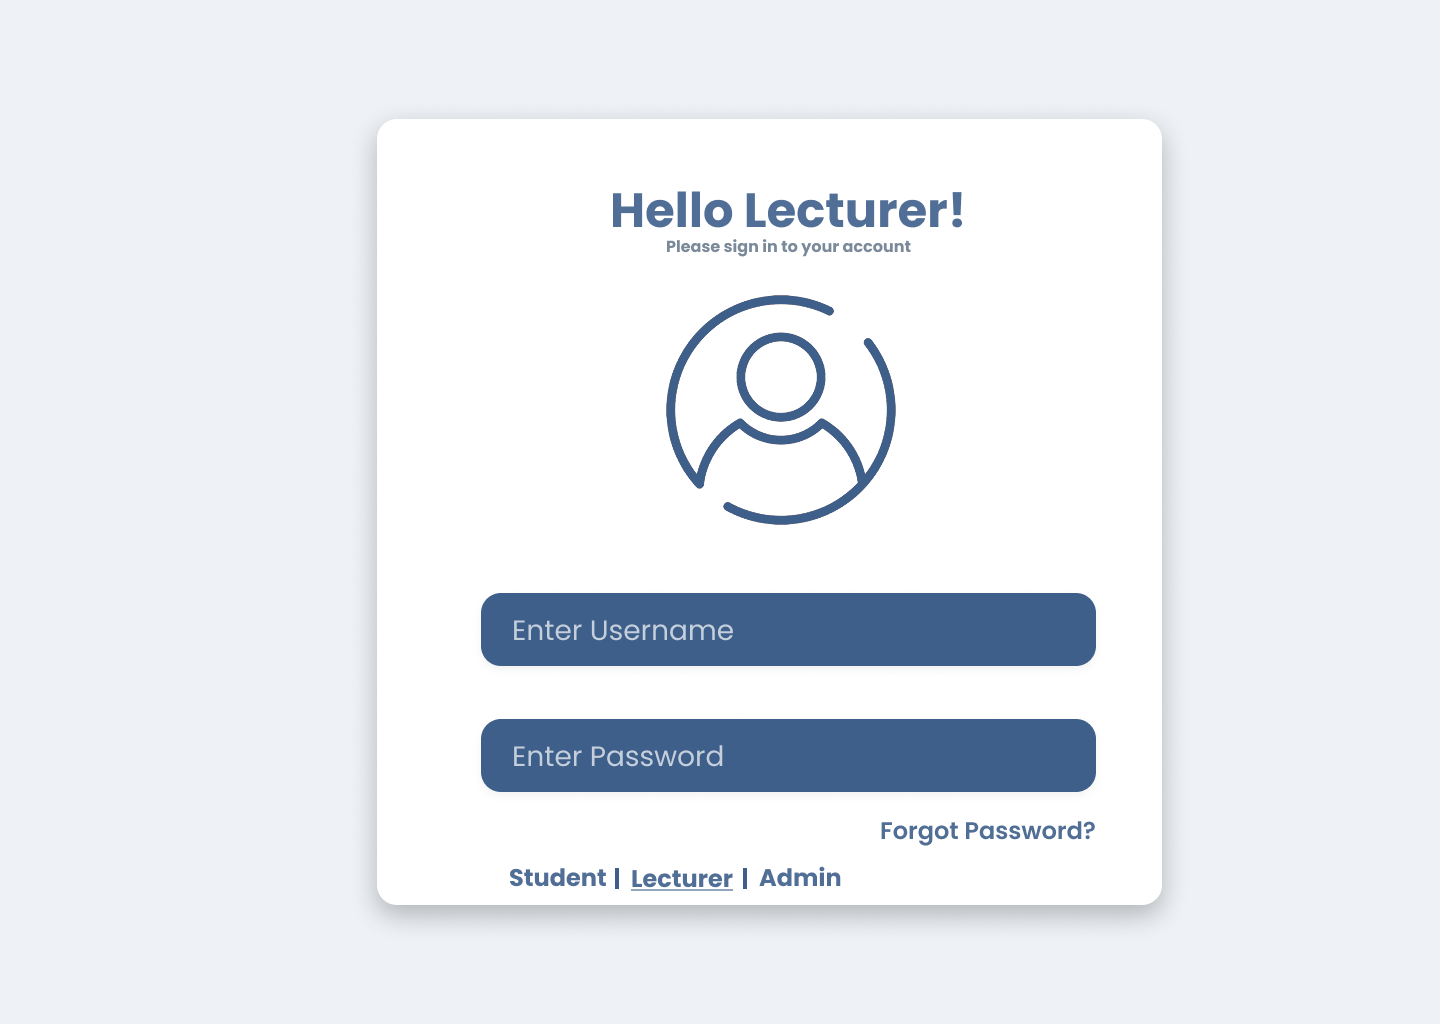 Hello Lecturer!
Please sign in to your account
Enter Username
Enter Password
Forgot Password?
Student | Lecturer | Admin